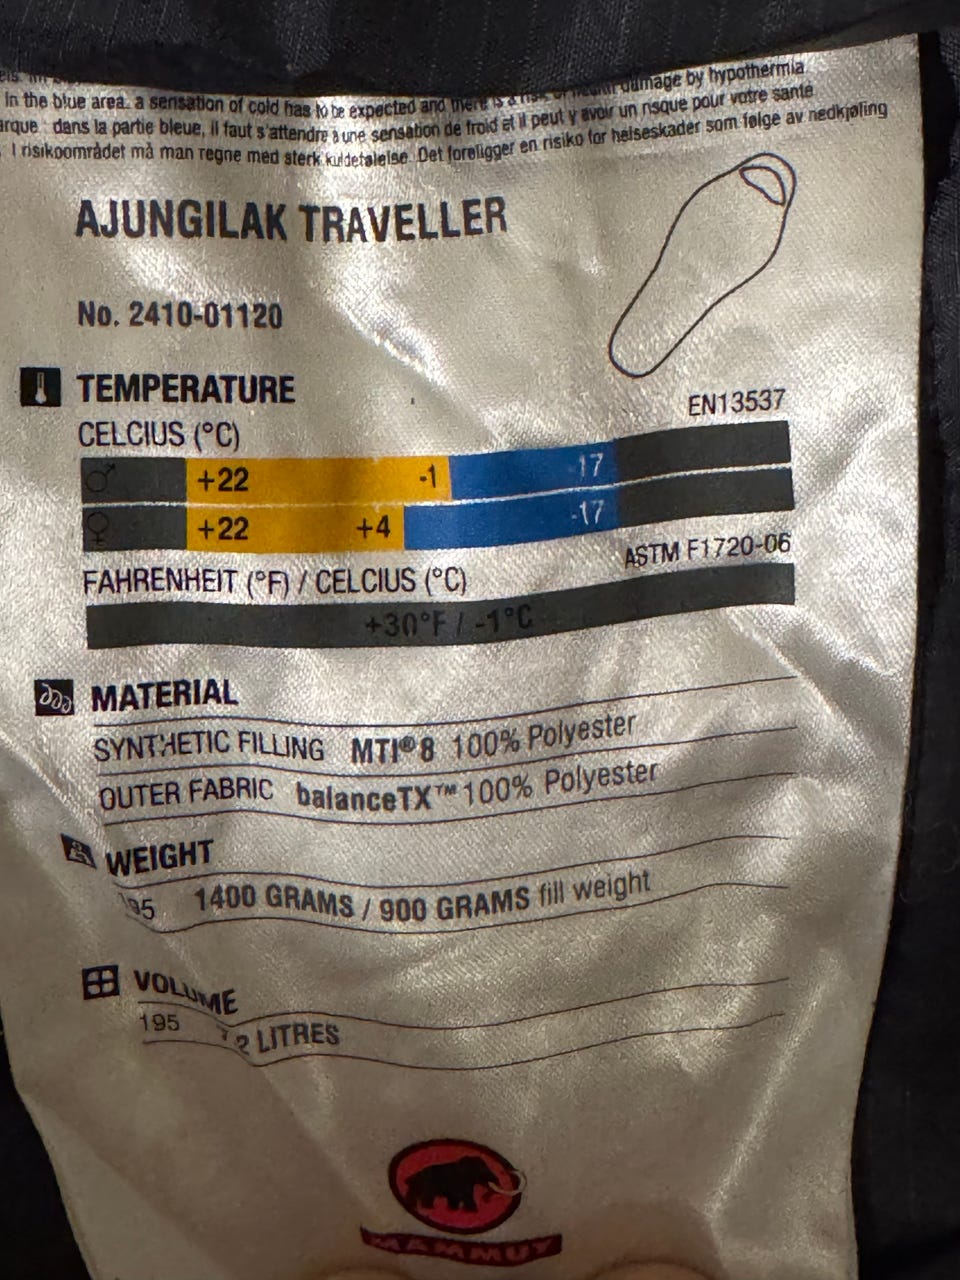 In the blue area. a sensation of cold has to be expected and there is a risk of health damage by hypothermia
arque : dans la partie bleue, il faut s'attendre à une sensation de froid et il peut y avoir un risque pour votre santé
I risikoområdet må man regne med sterk kuldefølelse. Det foreligger en risiko for helseskader som følge av nedkjøling
AJUNGILAK TRAVELLER
No. 2410-01120
TEMPERATURE
EN13537
CELCIUS (°C)
♂ +22 -1 -17
♀ +22 +4 -17
ASTM F1720-06
FAHRENHEIT (°F) / CELCIUS (°C)
+30°F / -1°C
MATERIAL
SYNTHETIC FILLING MTI®8 100% Polyester
OUTER FABRIC balanceTX™ 100% Polyester
WEIGHT
195 1400 GRAMS / 900 GRAMS fill weight
VOLUME
195 LITRES
MAMMUT